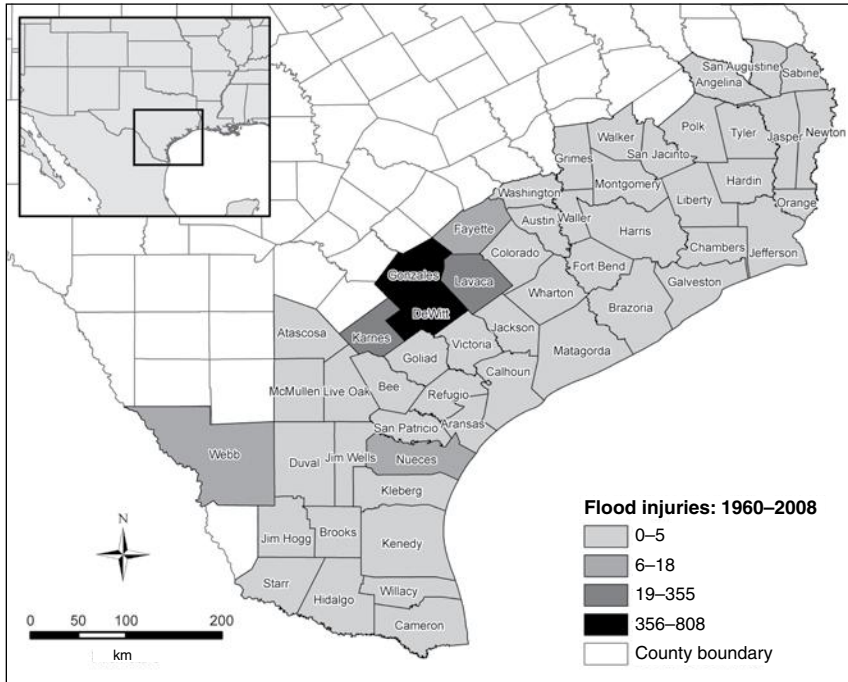 San Augustine
Angelina
Sabine
Polk
Tyler
Jasper
Newton
Walker
San Jacinto
Grimes
Montgomery
Hardin
Liberty
Washington
Orange
Austin
Waller
Harris
Fayette
Chambers
Jefferson
Colorado
Fort Bend
Gonzales
Lavaca
Galveston
Wharton
Brazoria
DeWitt
Atascosa
Karnes
Jackson
Victoria
Matagorda
Goliad
Calhoun
McMullen
Live Oak
Bee
Refugio
San Patricio
Aransas
Webb
Duval
Jim Wells
Nueces
Kleberg
Jim Hogg
Brooks
Kenedy
Starr
Hidalgo
Willacy
Cameron
N
0 50 100 200
km
Flood injuries: 1960–2008
0–5
6–18
19–355
356–808
County boundary